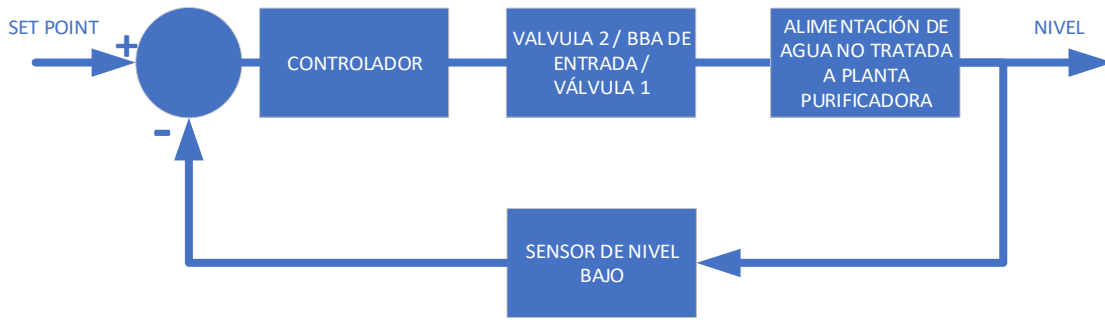 SET POINT
+
-
CONTROLADOR
VALVULA 2 / BBA DE
ENTRADA /
VÁLVULA 1
ALIMENTACIÓN DE
AGUA NO TRATADA
A PLANTA
PURIFICADORA
NIVEL
SENSOR DE NIVEL
BAJO